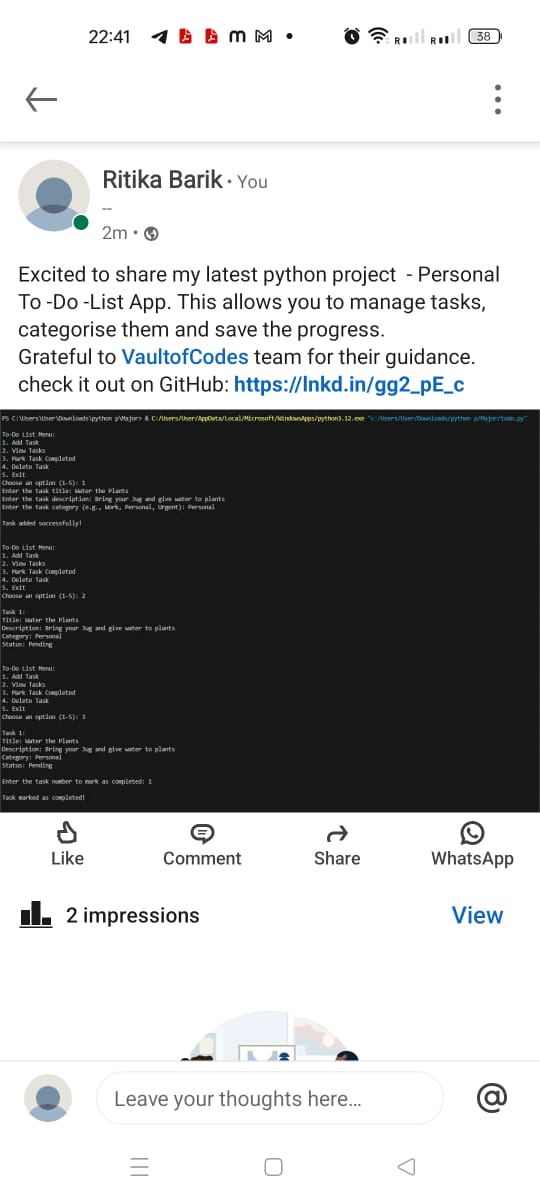 22:41
R R 38
Ritika Barik • You
--
2m •
Excited to share my latest python project - Personal
To -Do -List App. This allows you to manage tasks,
categorise them and save the progress.
Grateful to VaultofCodes team for their guidance.
check it out on GitHub: https://lnkd.in/gg2_pE_c
PS C:\Users\User\Downloads\python p\Major> & C:/Users/User/AppData/Local/Microsoft/WindowsApps/python3.12.exe "c:/Users/User/Downloads/python p/Major/todo.py"
To-Do List Menu:
1. Add Task
2. View Tasks
3. Mark Task Completed
4. Delete Task
5. Exit
Choose an option (1-5): 1
Enter the task title: Water the Plants
Enter the task description: Bring your Jug and give water to plants
Enter the task category (e.g., Work, Personal, Urgent): Personal
Task added successfully!
To-Do List Menu:
1. Add Task
2. View Tasks
3. Mark Task Completed
4. Delete Task
5. Exit
Choose an option (1-5): 2
Task 1:
Title: Water the Plants
Description: Bring your Jug and give water to plants
Category: Personal
Status: Pending
To-Do List Menu:
1. Add Task
2. View Tasks
3. Mark Task Completed
4. Delete Task
5. Exit
Choose an option (1-5): 3
Task 1:
Title: Water the Plants
Description: Bring your Jug and give water to plants
Category: Personal
Status: Pending
Enter the task number to mark as completed: 1
Task marked as completed!
Like Comment Share WhatsApp
2 impressions View
Leave your thoughts here... @